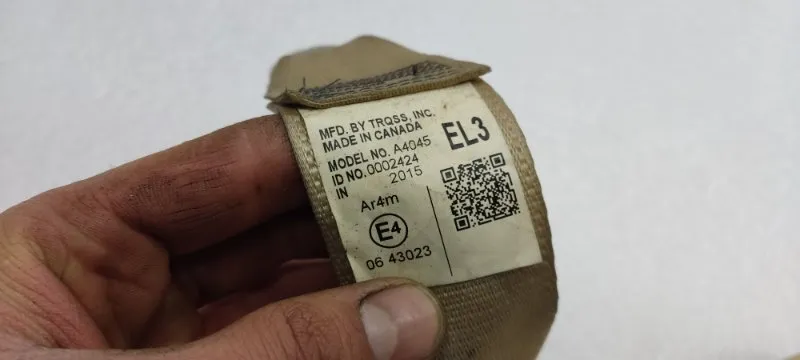 MFD. BY TRQSS, INC.
MADE IN CANADA
EL3
MODEL NO. A4045
ID NO. 0002424
IN 2015
Ar4m
E4
06 43023